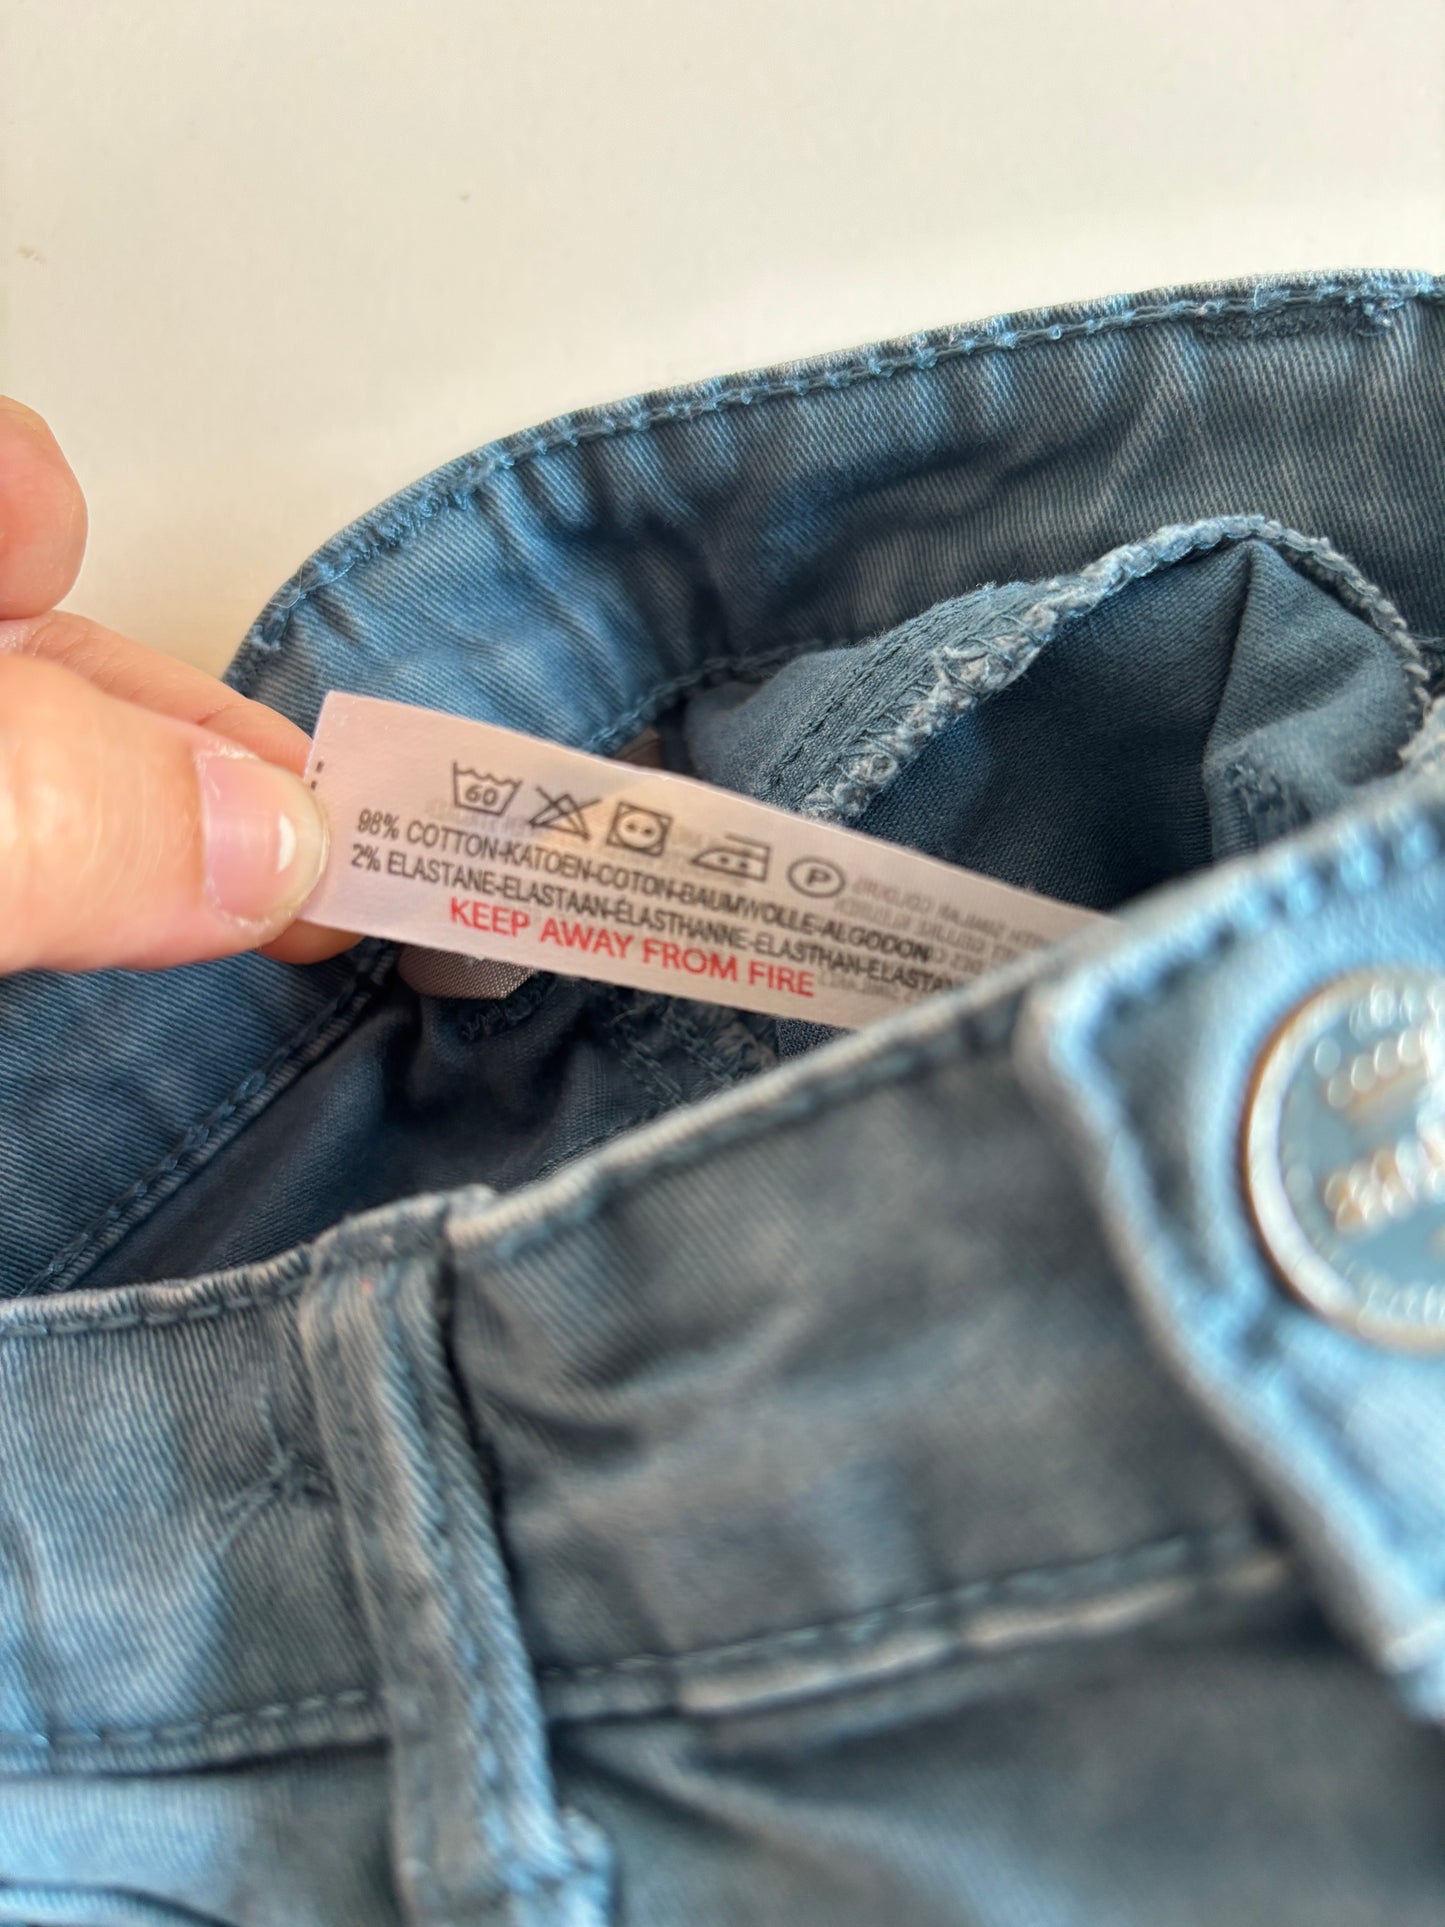 60
P
98% COTTON-KATOEN-COTON-BAUMWOLLE-ALGODON
2% ELASTANE-ELASTAAN-ÉLASTHANNE-ELASTHAN-ELASTAN
KEEP AWAY FROM FIRE